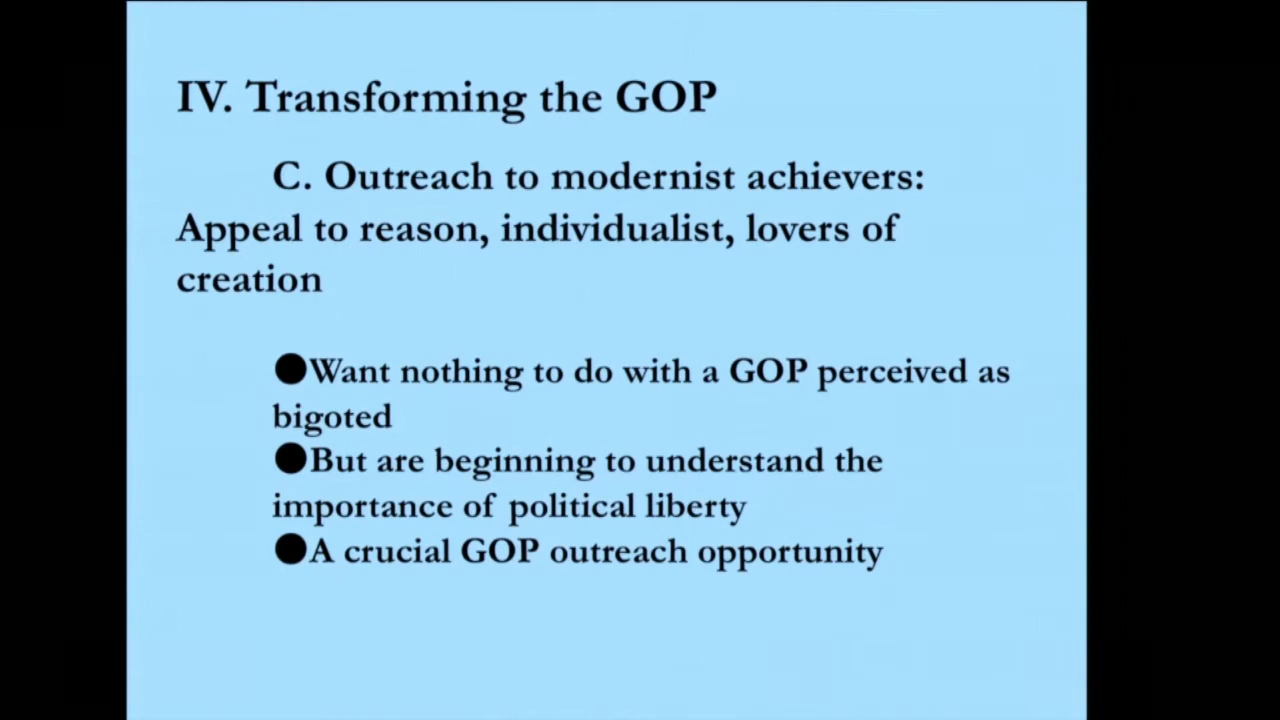 IV. Transforming the GOP
C. Outreach to modernist achievers:
Appeal to reason, individualist, lovers of
creation
●Want nothing to do with a GOP perceived as
bigoted
●But are beginning to understand the
importance of political liberty
●A crucial GOP outreach opportunity